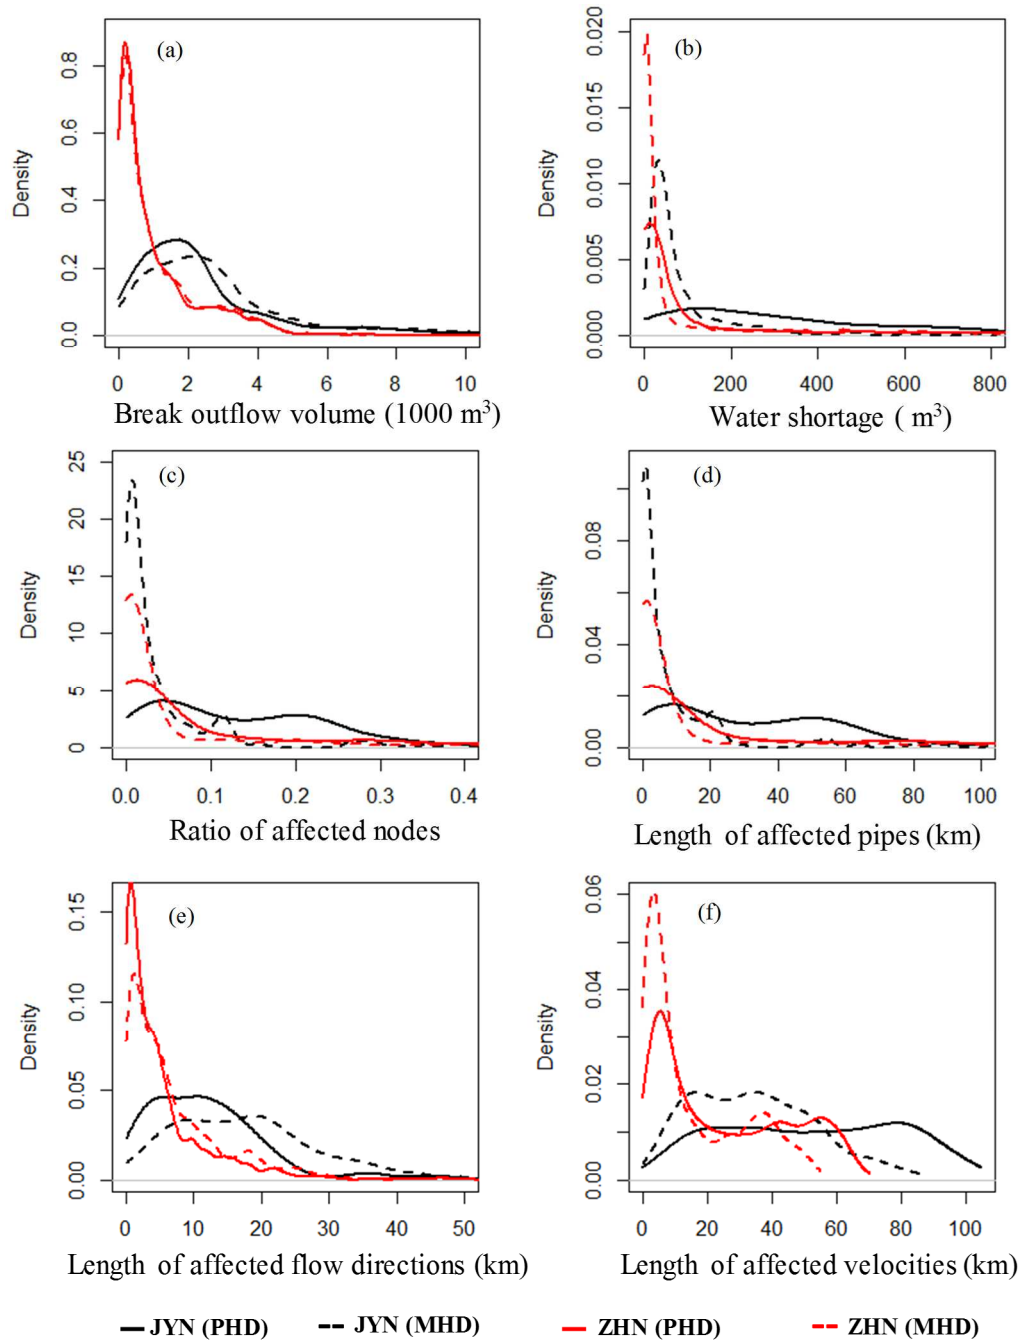 (a)
Density
0.0 0.2 0.4 0.6 0.8
0 2 4 6 8 10
Break outflow volume (1000 m³)
(b)
Density
0.000 0.005 0.010 0.015 0.020
0 200 400 600 800
Water shortage ( m³)
(c)
Density
0 5 10 15 20 25
0.0 0.1 0.2 0.3 0.4
Ratio of affected nodes
(d)
Density
0.00 0.04 0.08
0 20 40 60 80 100
Length of affected pipes (km)
(e)
Density
0.00 0.05 0.10 0.15
0 10 20 30 40 50
Length of affected flow directions (km)
(f)
Density
0.00 0.02 0.04 0.06
0 20 40 60 80 100
Length of affected velocities (km)
JYN (PHD) JYN (MHD) ZHN (PHD) ZHN (MHD)